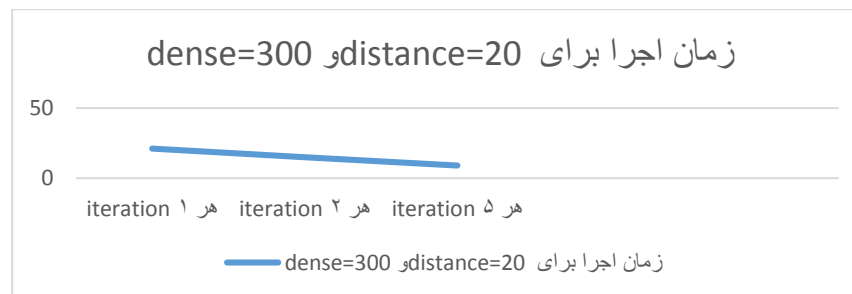 زمان اجرا برای distance=20و dense=300
50
0
هر ۱ iteration
هر ۲ iteration
هر ۵ iteration
زمان اجرا برای distance=20و dense=300